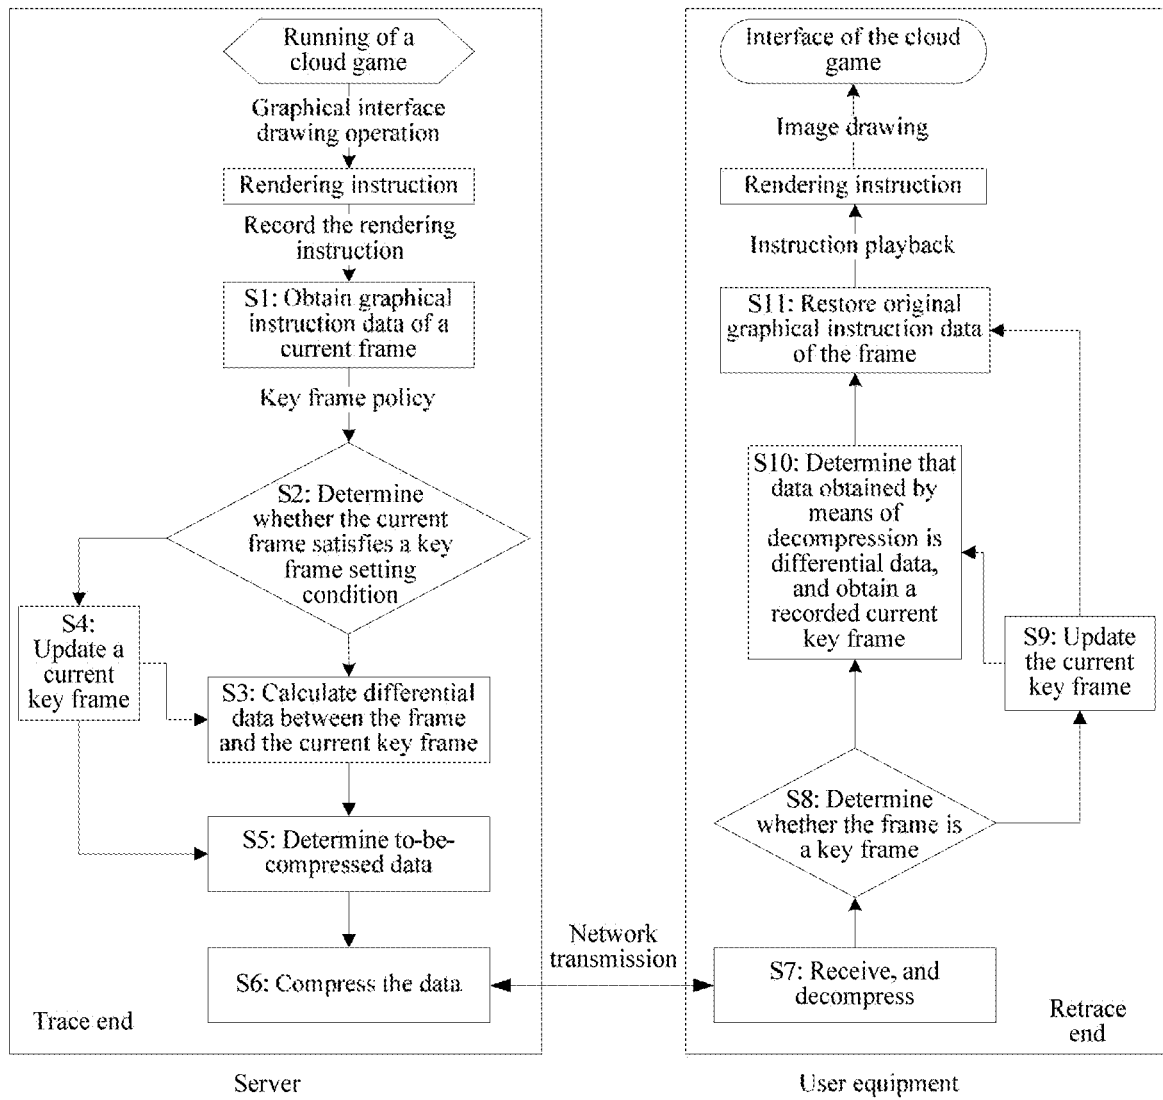 Running of a
cloud game
Graphical interface
drawing operation
Rendering instruction
Record the rendering
instruction
S1: Obtain graphical
instruction data of a
current frame
Key frame policy
S2: Determine
whether the current
frame satisfies a key
frame setting
condition
S4:
Update a
current
key frame
S3: Calculate differential
data between the frame
and the current key frame
S5: Determine to-be-
compressed data
S6: Compress the data
Trace end
Server
Network
transmission
Interface of the cloud
game
Image drawing
Rendering instruction
Instruction playback
S11: Restore original
graphical instruction data
of the frame
S10: Determine that
data obtained by
means of
decompression is
differential data,
and obtain a
recorded current
key frame
S9: Update
the current
key frame
S8: Determine
whether the frame is
a key frame
S7: Receive, and
decompress
Retrace
end
User equipment